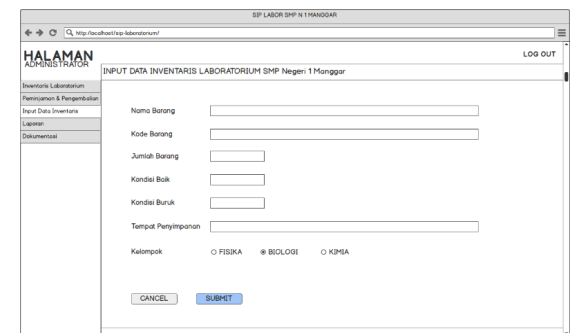 SIP LABOR SMP N 1 MANGGAR
http://localhost/sip-laboratorium/
HALAMAN
ADMINISTRATOR
LOG OUT
INPUT DATA INVENTARIS LABORATORIUM SMP Negeri 1 Manggar
Inventaris Laboratorium
Peminjaman & Pengembalian
Input Data Inventaris
Laporan
Dokumentasi
Nama Barang
Kode Barang
Jumlah Barang
Kondisi Baik
Kondisi Buruk
Tempat Penyimpanan
Kelompok FISIKA BIOLOGI KIMIA
CANCEL SUBMIT